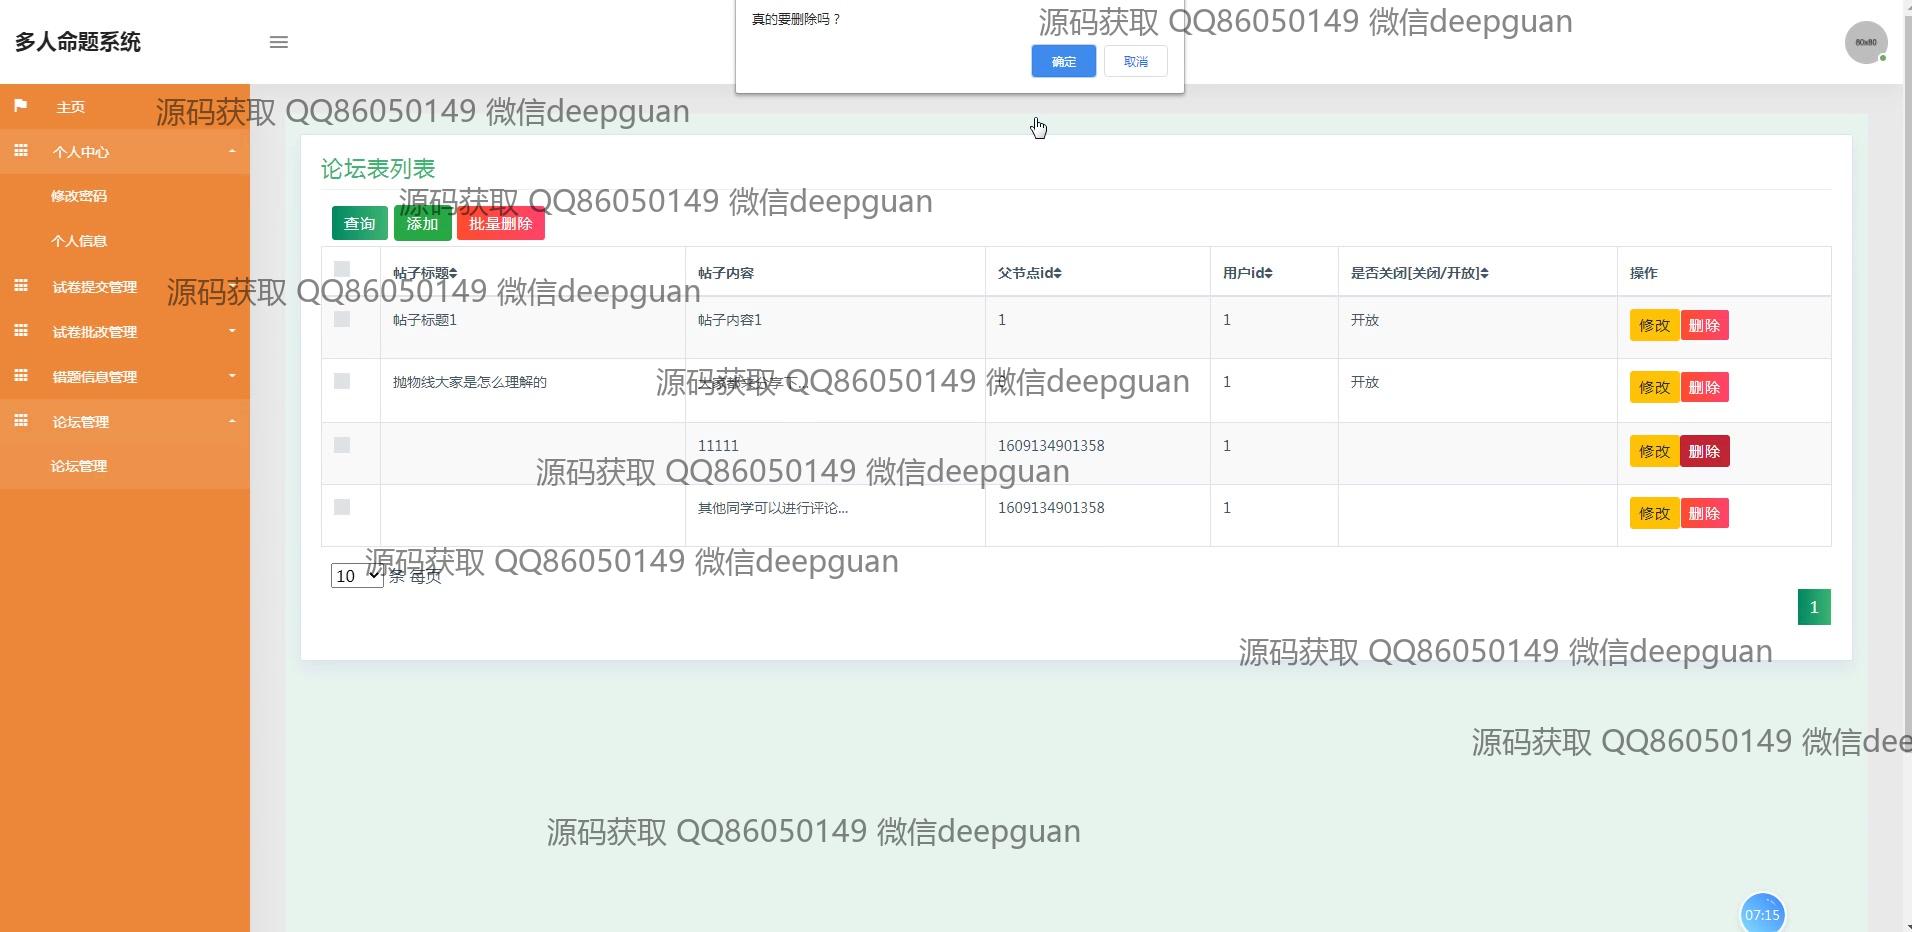 真的要删除吗？
源码获取 QQ86050149 微信deepguan
多人命题系统
60x60
确定
取消
主页
源码获取 QQ86050149 微信deepguan
个人中心
论坛表列表
修改密码
源码获取 QQ86050149 微信deepguan
查询
添加
批量删除
个人信息
帖子标题
帖子内容
父节点id
用户id
是否关闭[关闭/开放]
操作
试卷提交管理
源码获取 QQ86050149 微信deepguan
帖子标题1
帖子内容1
1
1
开放
修改
删除
试卷批改管理
错题信息管理
抛物线大家是怎么理解的
源码获取 QQ86050149 微信deepguan
1
开放
修改
删除
论坛管理
11111
1609134901358
1
修改
删除
论坛管理
源码获取 QQ86050149 微信deepguan
其他同学可以进行评论...
1609134901358
1
修改
删除
源码获取 QQ86050149 微信deepguan
10
条 每页
1
源码获取 QQ86050149 微信deepguan
源码获取 QQ86050149 微信dee
源码获取 QQ86050149 微信deepguan
07:15